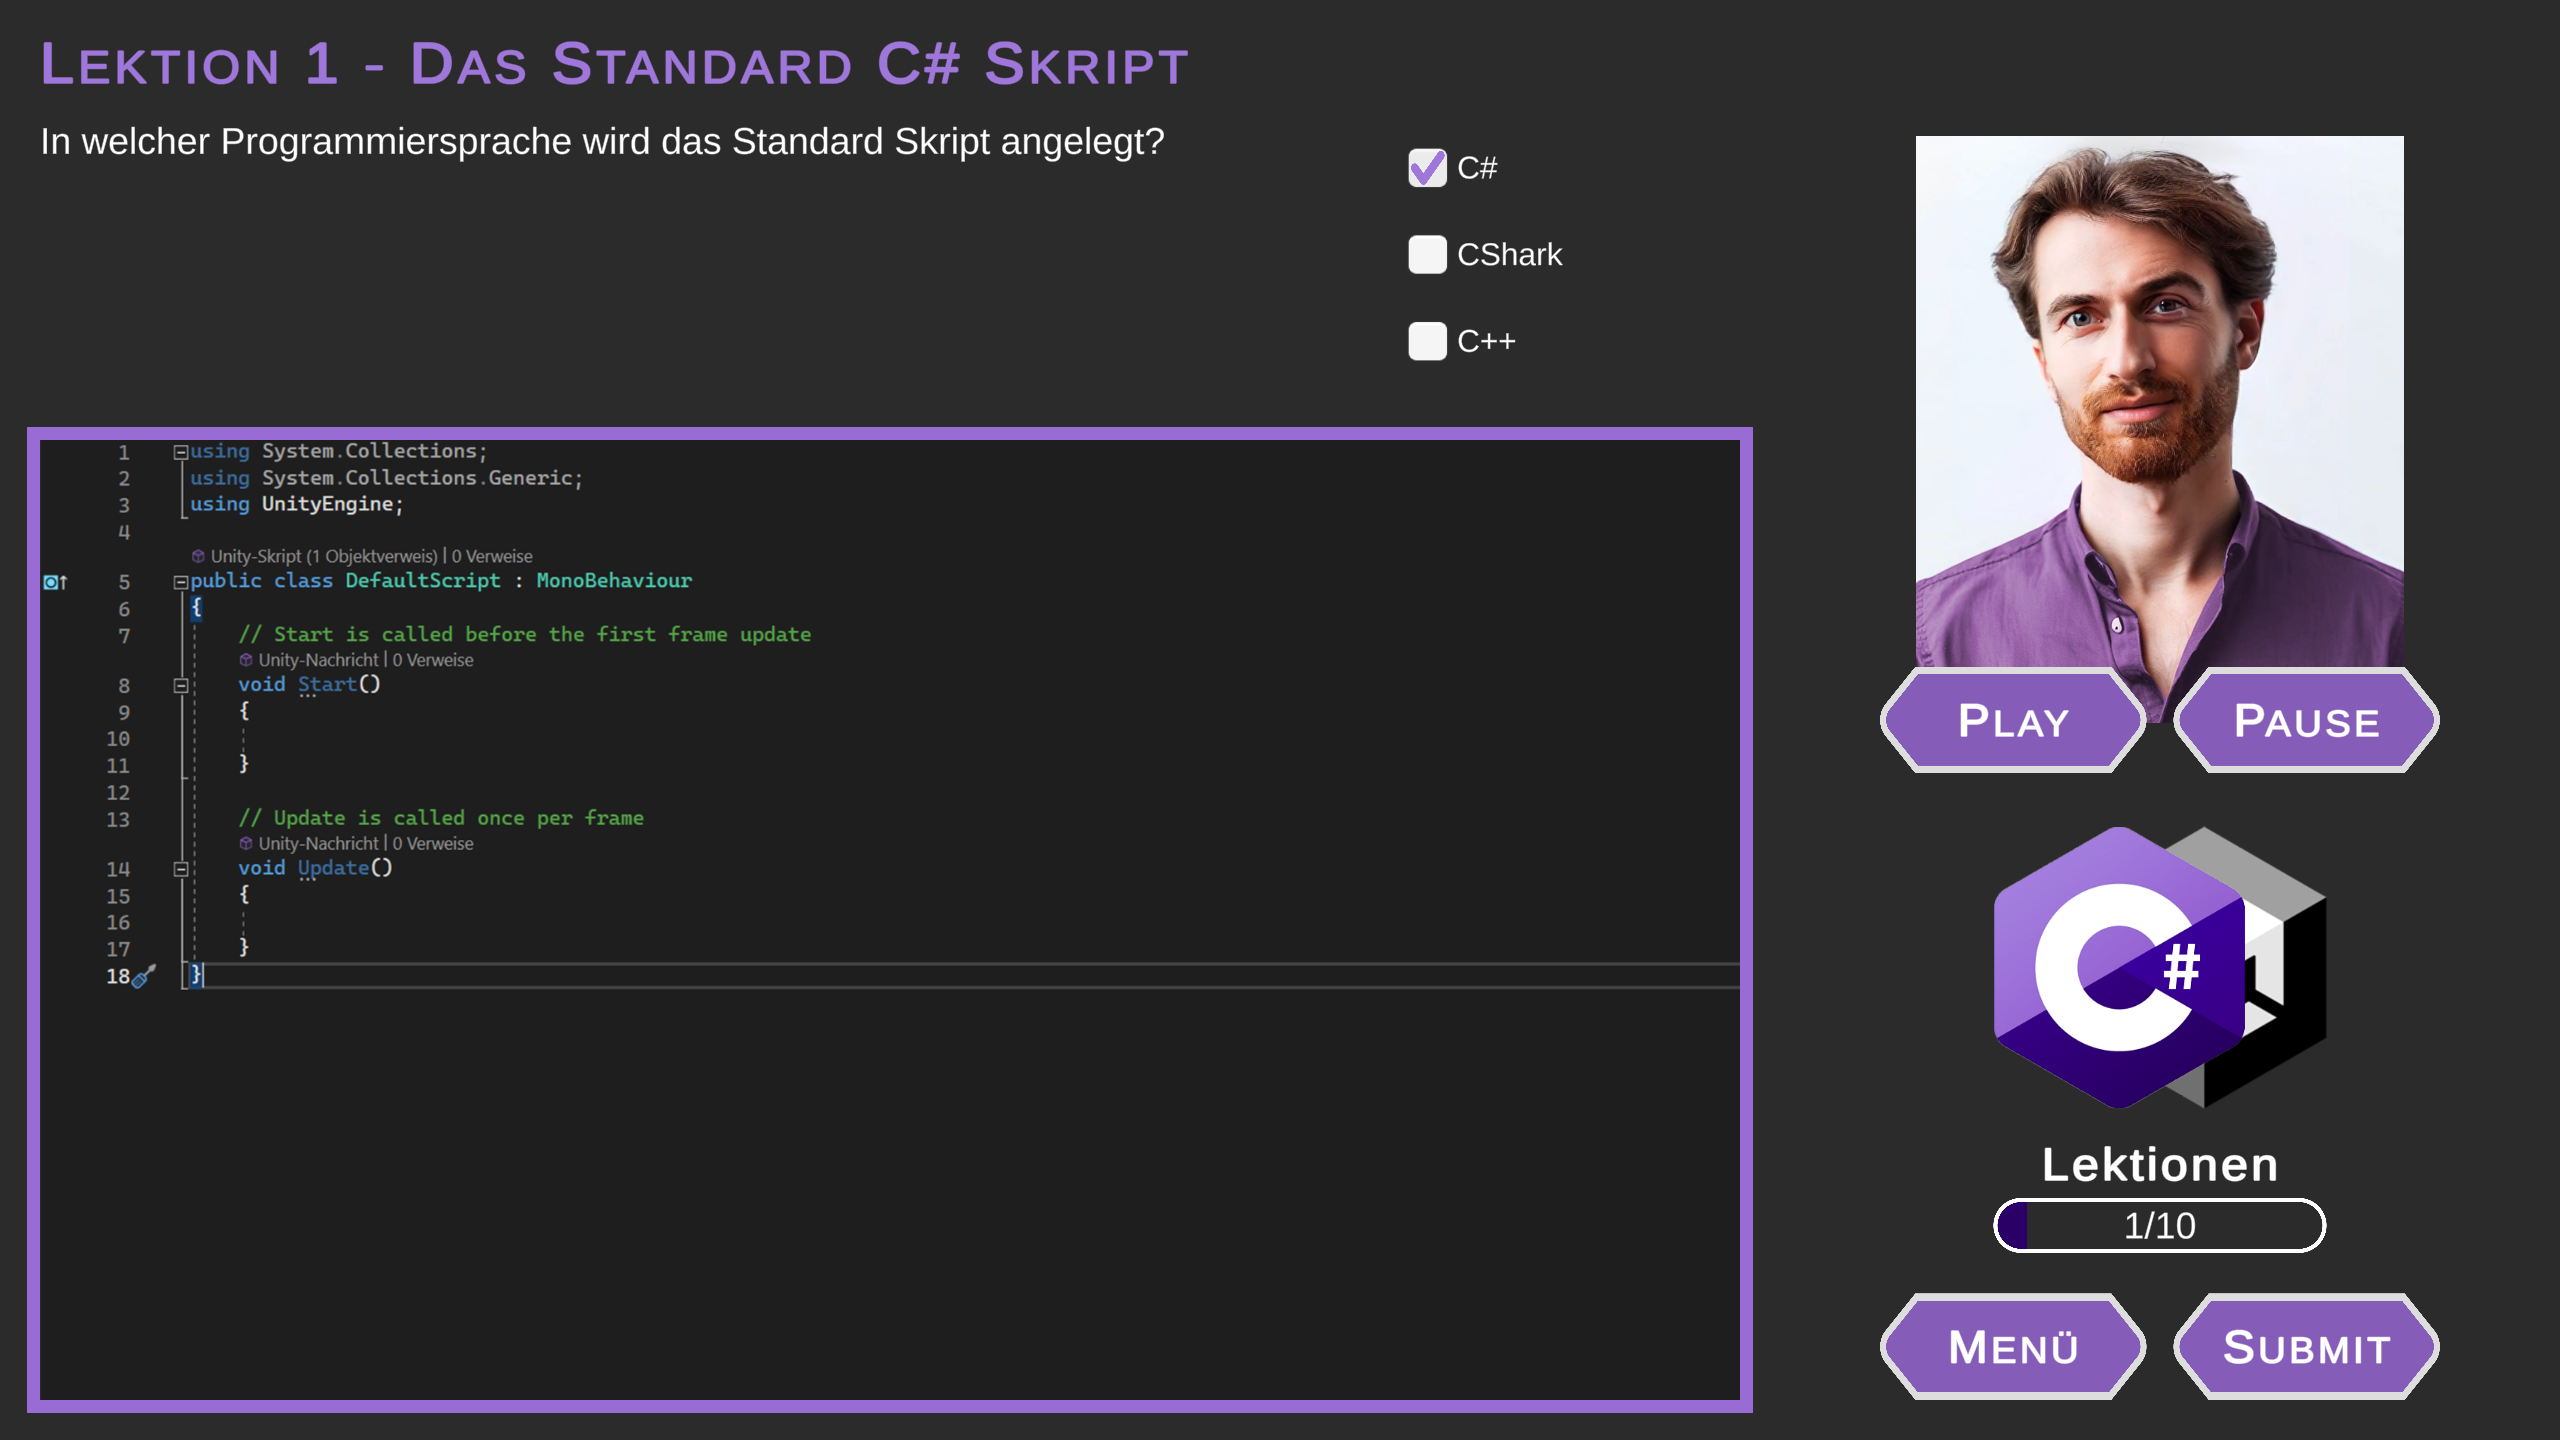 Lektion 1 - Das Standard C# Skript
In welcher Programmiersprache wird das Standard Skript angelegt?
C#
CShark
C++
1 using System.Collections;
2 using System.Collections.Generic;
3 using UnityEngine;
4
Unity-Skript (1 Objektverweis) | 0 Verweise
5 public class DefaultScript : MonoBehaviour
6 {
7 // Start is called before the first frame update
Unity-Nachricht | 0 Verweise
8 void Start()
9 {
10
11 }
12
13 // Update is called once per frame
Unity-Nachricht | 0 Verweise
14 void Update()
15 {
16
17 }
18 }
Play
Pause
C#
Lektionen
1/10
Menü
Submit